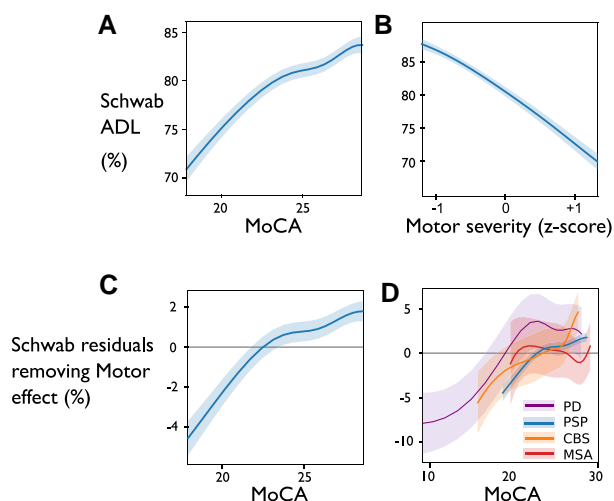 A
B
Schwab
ADL
(%)
85
80
75
70
20
25
MoCA
85
80
75
70
-1
0
+1
Motor severity (z-score)
C
D
Schwab residuals
removing Motor
effect (%)
2
0
-2
-4
20
25
MoCA
5
0
-5
-10
10
20
30
MoCA
PD
PSP
CBS
MSA